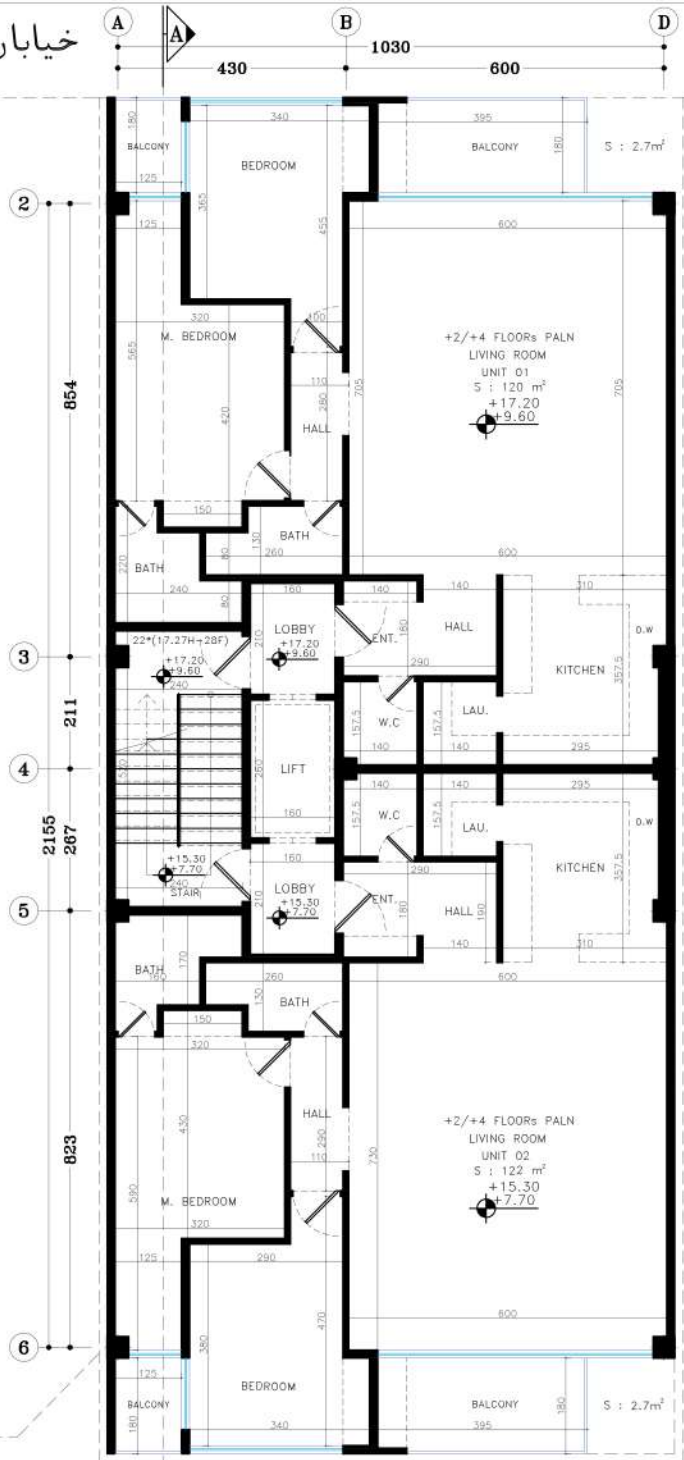 A
B
D
خیابار
A
1030
430
600
180
340
395
BALCONY
BEDROOM
BALCONY
180
S : 2.7m²
125
2
125
365
455
600
320
100
M. BEDROOM
+2/+4 FLOORs PALN
LIVING ROOM
UNIT 01
S : 120 m²
+17.20
+9.60
565
110
280
705
705
854
420
HALL
150
BATH
130
260
80
600
220
BATH
240
80
160
140
140
310
22*(17.27H+28F)
LOBBY
+17.20
+9.60
210
ENT.
180
HALL
D.W
3
+17.20
+9.60
240
290
KITCHEN
357.5
211
157.5
W.C
157.5
LAU.
140
140
295
4
1520
260
LIFT
160
2155
267
140
295
157.5
W.C
157.5
LAU.
D.W
KITCHEN
357.5
+15.30
+7.70
240
STAIR
160
LOBBY
+15.30
+7.70
210
290
ENT.
180
HALL
190
140
310
5
170
BATH
160
260
600
130
BATH
150
320
HALL
290
110
430
730
823
+2/+4 FLOORs PALN
LIVING ROOM
UNIT 02
S : 122 m²
+15.30
+7.70
590
M. BEDROOM
320
125
290
600
6
380
470
125
BEDROOM
BALCONY
180
340
BALCONY
395
180
S : 2.7m²